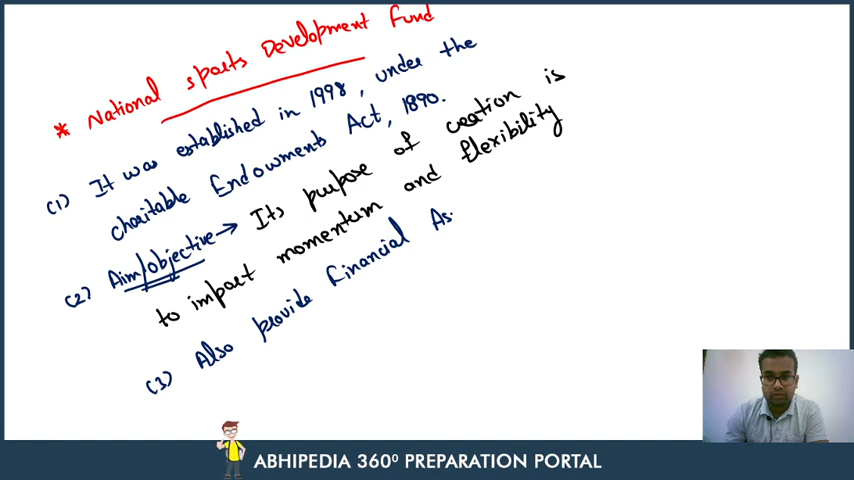 * National sports Development Fund
(1) It was established in 1998, under the
charitable Endowments Act, 1890.
(2) Aim/objective → Its purpose of creation is
to impart momentum and flexibility
(3) Also provide Financial As
ABHIPEDIA 360° PREPARATION PORTAL